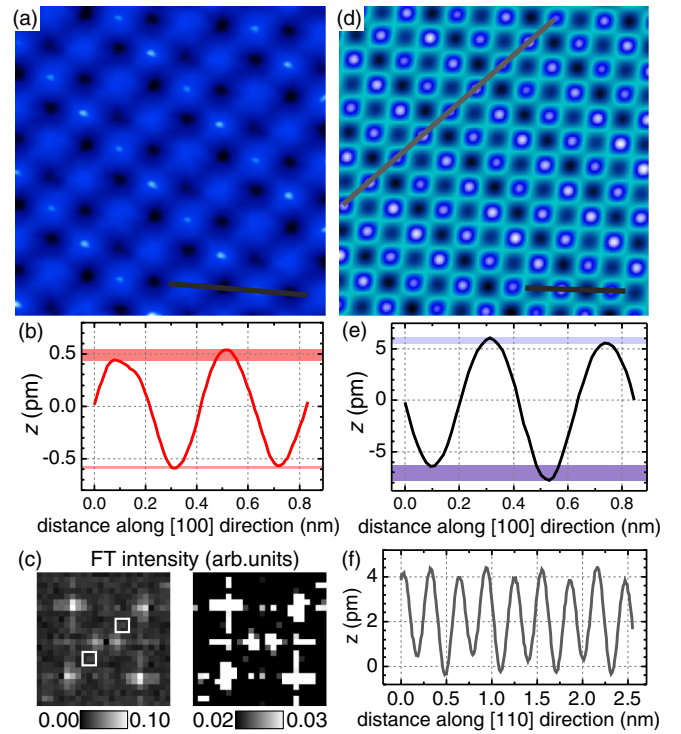 (a)
(d)
(b)
0.5
0.0
-0.5
z (pm)
0.0 0.2 0.4 0.6 0.8
distance along [100] direction (nm)
(e)
5
0
-5
z (pm)
0.0 0.2 0.4 0.6 0.8
distance along [100] direction (nm)
(c)
FT intensity (arb.units)
0.00 0.10 0.02 0.03
(f)
4
2
0
z (pm)
0.0 0.5 1.0 1.5 2.0 2.5
distance along [110] direction (nm)